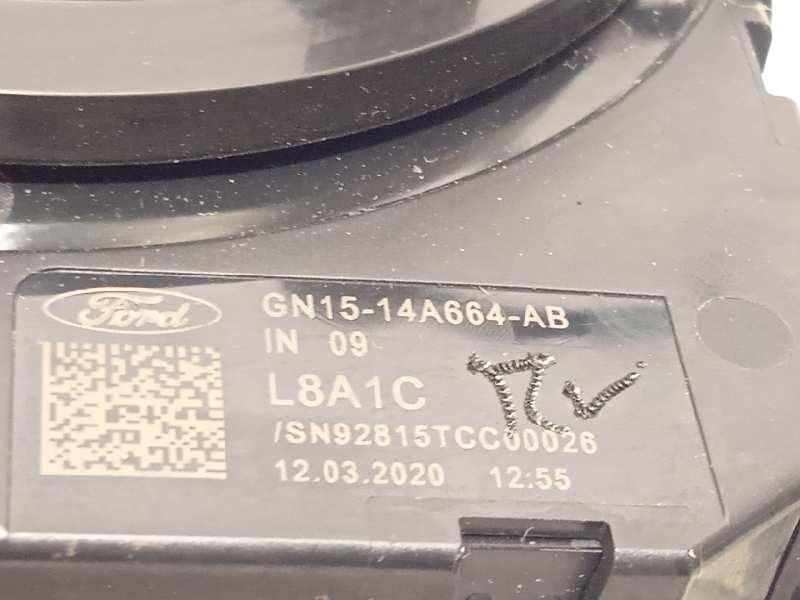 Ford
GN15-14A664-AB
IN 09
L8A1C
/SN92815TCC00026
12.03.2020 12:55